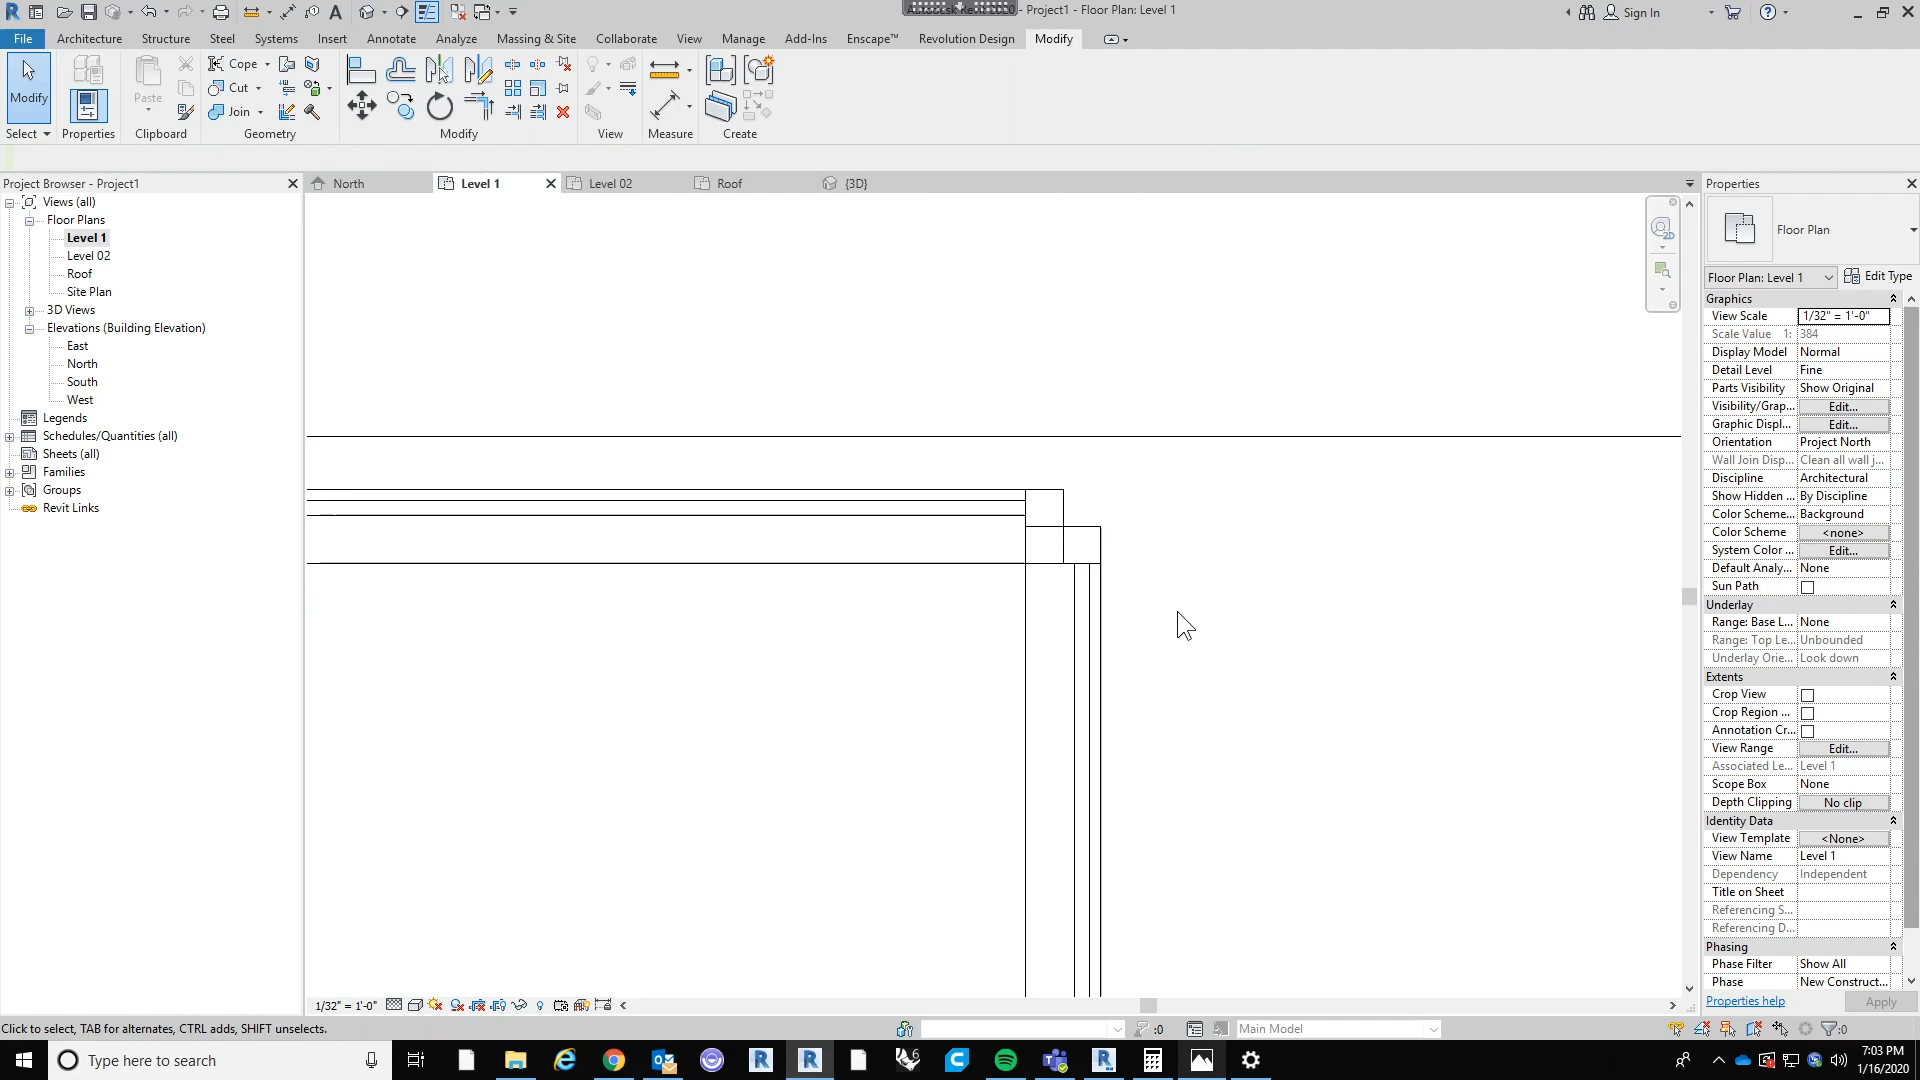 - Project1 - Floor Plan: Level 1
Sign In
File Architecture Structure Steel Systems Insert Annotate Analyze Massing & Site Collaborate View Manage Add-Ins Enscape™ Revolution Design Modify
Modify
Paste
Cope
Cut
Join
Select Properties Clipboard Geometry Modify View Measure Create
Project Browser - Project1
North
Level 1
Level 02
Roof
{3D}
Properties
Views (all)
Floor Plans
Level 1
Level 02
Roof
Site Plan
3D Views
Elevations (Building Elevation)
East
North
South
West
Legends
Schedules/Quantities (all)
Sheets (all)
Families
Groups
Revit Links
2D
Floor Plan
Floor Plan: Level 1 Edit Type
Graphics
View Scale 1/32" = 1'-0"
Scale Value 1: 384
Display Model Normal
Detail Level Fine
Parts Visibility Show Original
Visibility/Grap... Edit...
Graphic Displ... Edit...
Orientation Project North
Wall Join Disp... Clean all wall j...
Discipline Architectural
Show Hidden ... By Discipline
Color Scheme... Background
Color Scheme <none>
System Color ... Edit...
Default Analy... None
Sun Path
Underlay
Range: Base L... None
Range: Top Le... Unbounded
Underlay Orie... Look down
Extents
Crop View
Crop Region ...
Annotation Cr...
View Range Edit...
Associated Le... Level 1
Scope Box None
Depth Clipping No clip
Identity Data
View Template <None>
View Name Level 1
Dependency Independent
Title on Sheet
Referencing S...
Referencing D...
Phasing
Phase Filter Show All
Phase New Construct...
Properties help Apply
1/32" = 1'-0"
Click to select, TAB for alternates, CTRL adds, SHIFT unselects.
:0
Main Model
:0
Type here to search
7:03 PM
1/16/2020